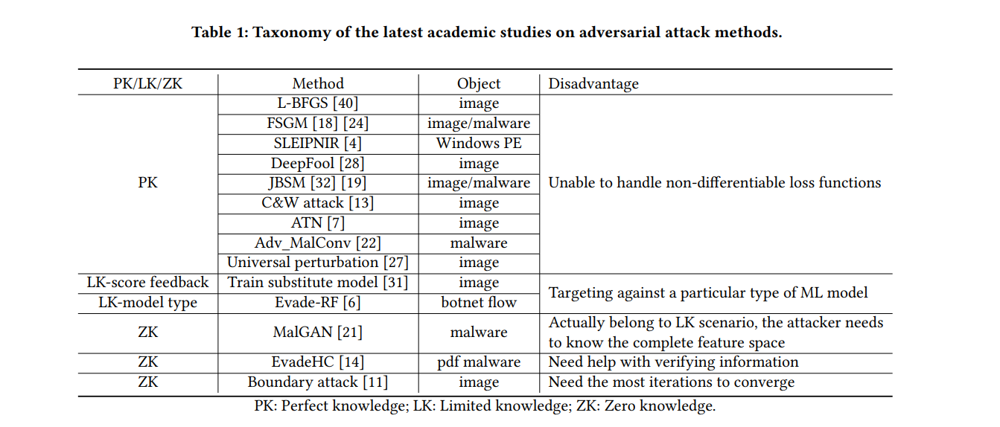 Table 1: Taxonomy of the latest academic studies on adversarial attack methods.
PK/LK/ZK Method Object Disadvantage
L-BFGS [40] image
FSGM [18] [24] image/malware
SLEIPNIR [4] Windows PE
DeepFool [28] image
PK JBSM [32] [19] image/malware Unable to handle non-differentiable loss functions
C&W attack [13] image
ATN [7] image
Adv_MalConv [22] malware
Universal perturbation [27] image
LK-score feedback Train substitute model [31] image
Targeting against a particular type of ML model
LK-model type Evade-RF [6] botnet flow
ZK MalGAN [21] malware Actually belong to LK scenario, the attacker needs
to know the complete feature space
ZK EvadeHC [14] pdf malware Need help with verifying information
ZK Boundary attack [11] image Need the most iterations to converge
PK: Perfect knowledge; LK: Limited knowledge; ZK: Zero knowledge.